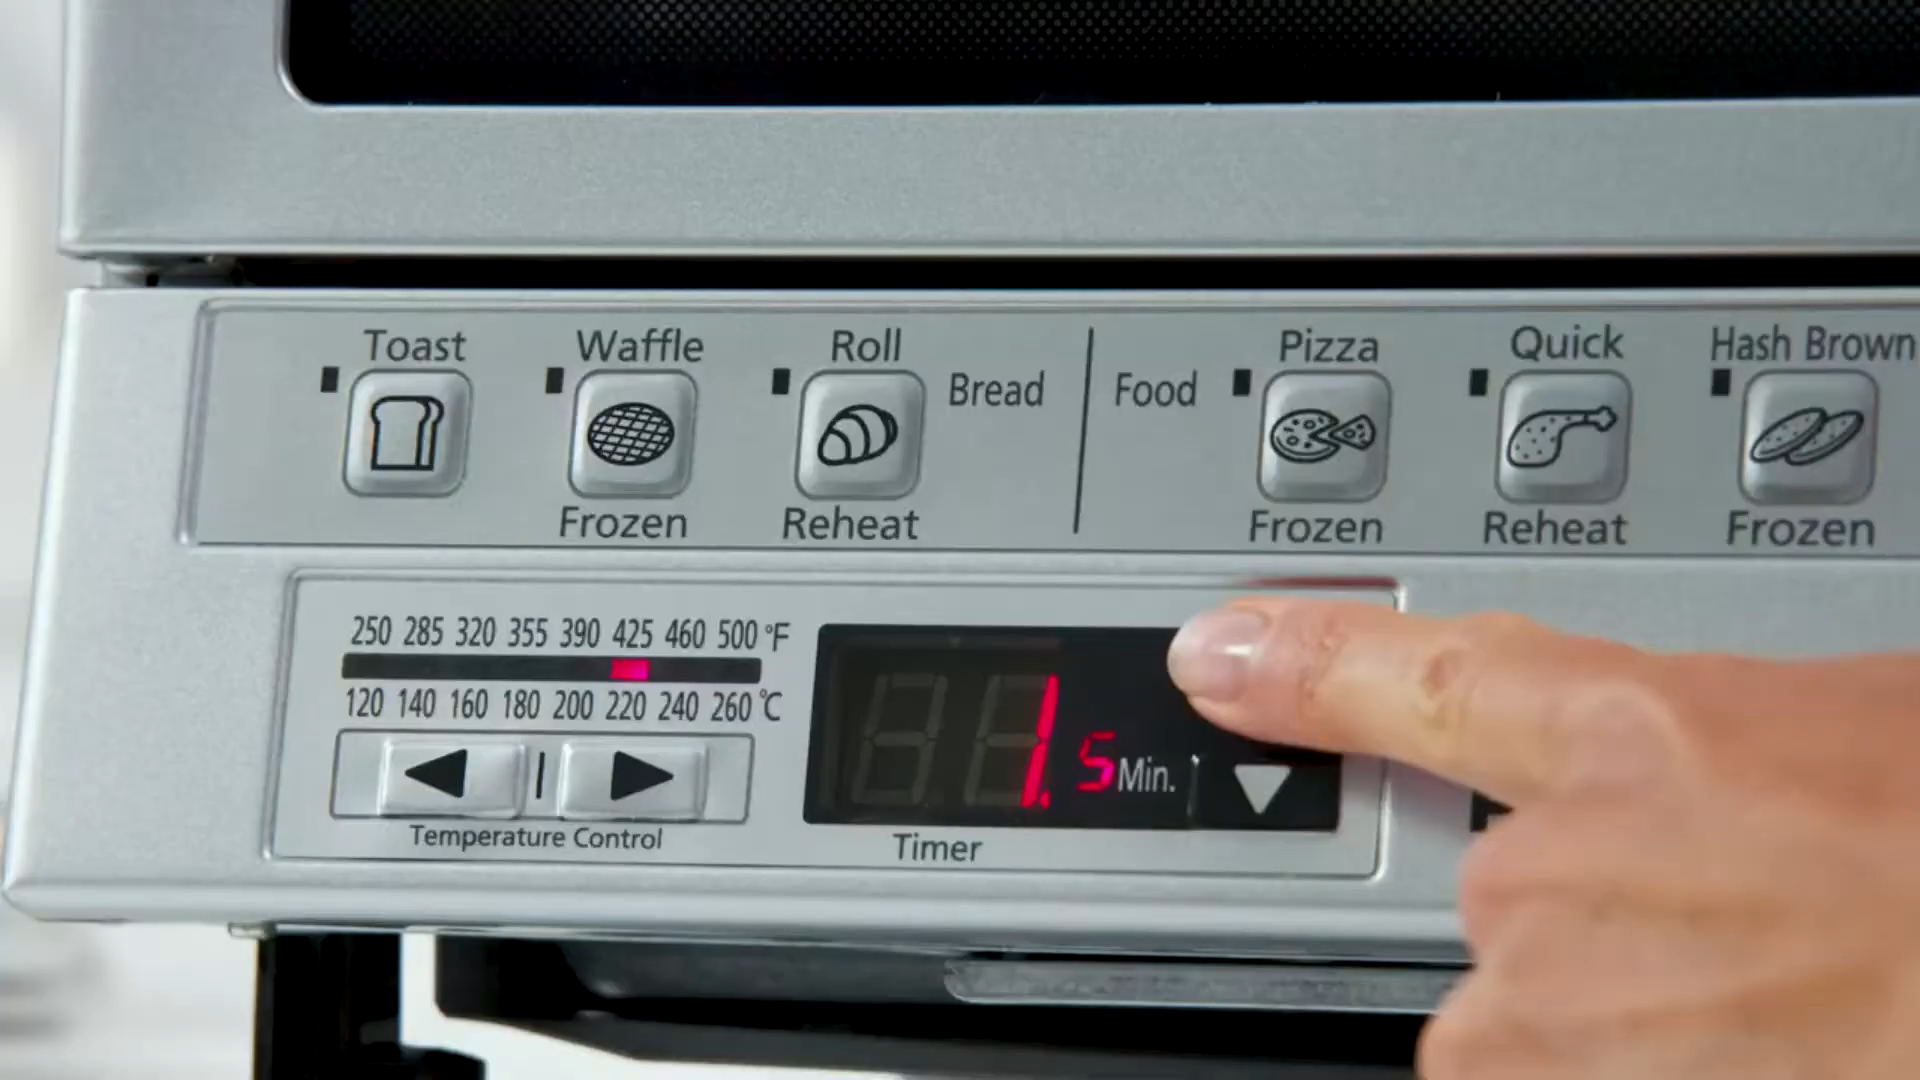 Toast
Waffle
Frozen
Roll
Reheat
Bread
Food
Pizza
Frozen
Quick
Reheat
Hash Brown
Frozen
250 285 320 355 390 425 460 500 °F
120 140 160 180 200 220 240 260 °C
Temperature Control
1.5 Min.
Timer